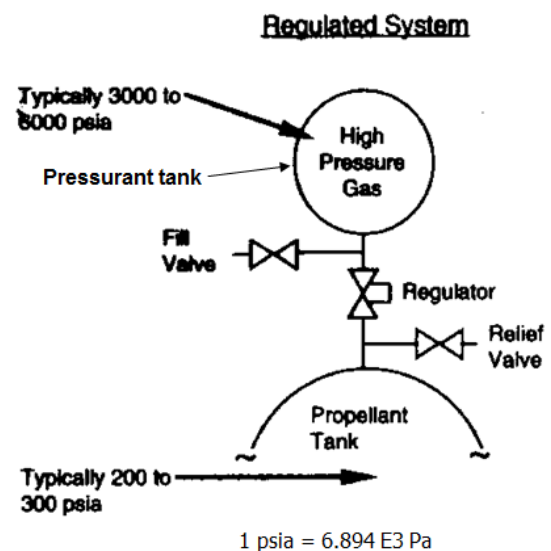 Regulated System
Typically 3000 to
6000 psia
High
Pressure
Gas
Pressurant tank
Fill
Valve
Regulator
Relief
Valve
Propellant
Tank
Typically 200 to
300 psia
1 psia = 6.894 E3 Pa